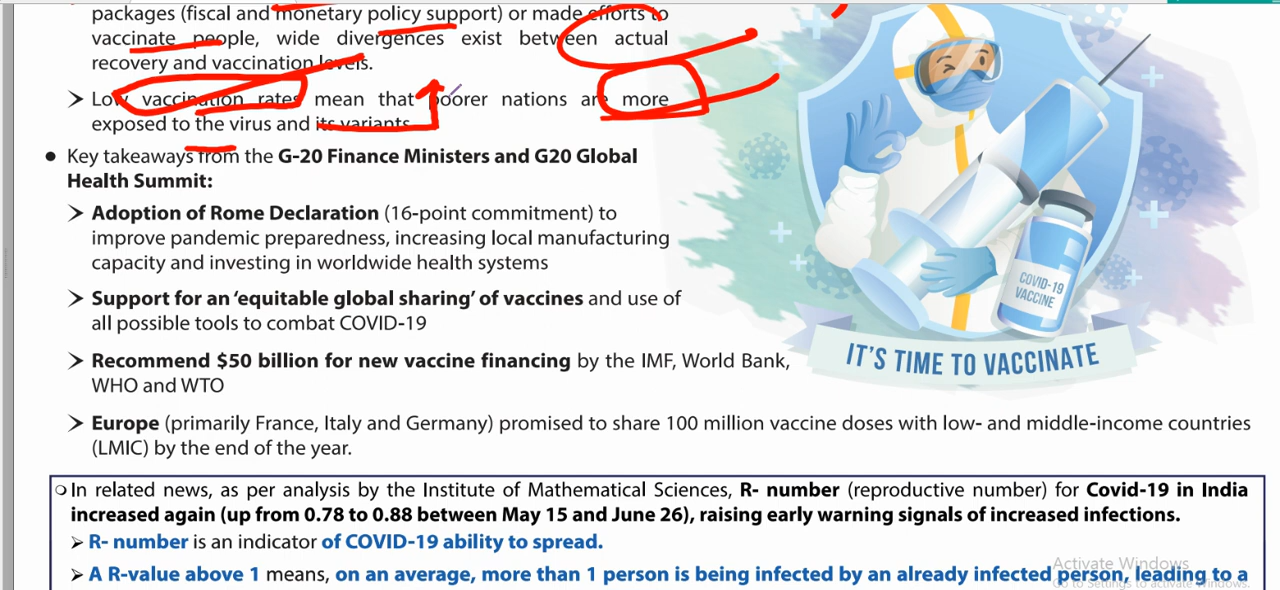 packages (fiscal and monetary policy support) or made efforts to
vaccinate people, wide divergences exist between actual
recovery and vaccination levels.
➤ Low vaccination rates mean that poorer nations are more
exposed to the virus and its variants
● Key takeaways from the G-20 Finance Ministers and G20 Global
Health Summit:
➤ Adoption of Rome Declaration (16-point commitment) to
improve pandemic preparedness, increasing local manufacturing
capacity and investing in worldwide health systems
➤ Support for an ‘equitable global sharing’ of vaccines and use of
all possible tools to combat COVID-19
➤ Recommend $50 billion for new vaccine financing by the IMF, World Bank,
WHO and WTO
➤ Europe (primarily France, Italy and Germany) promised to share 100 million vaccine doses with low- and middle-income countries
(LMIC) by the end of the year.
COVID-19
VACCINE
IT'S TIME TO VACCINATE
○ In related news, as per analysis by the Institute of Mathematical Sciences, R- number (reproductive number) for Covid-19 in India
increased again (up from 0.78 to 0.88 between May 15 and June 26), raising early warning signals of increased infections.
➤ R- number is an indicator of COVID-19 ability to spread.
➤ A R-value above 1 means, on an average, more than 1 person is being infected by an already infected person, leading to a
Activate Windows
Go to Settings to activate Windows.